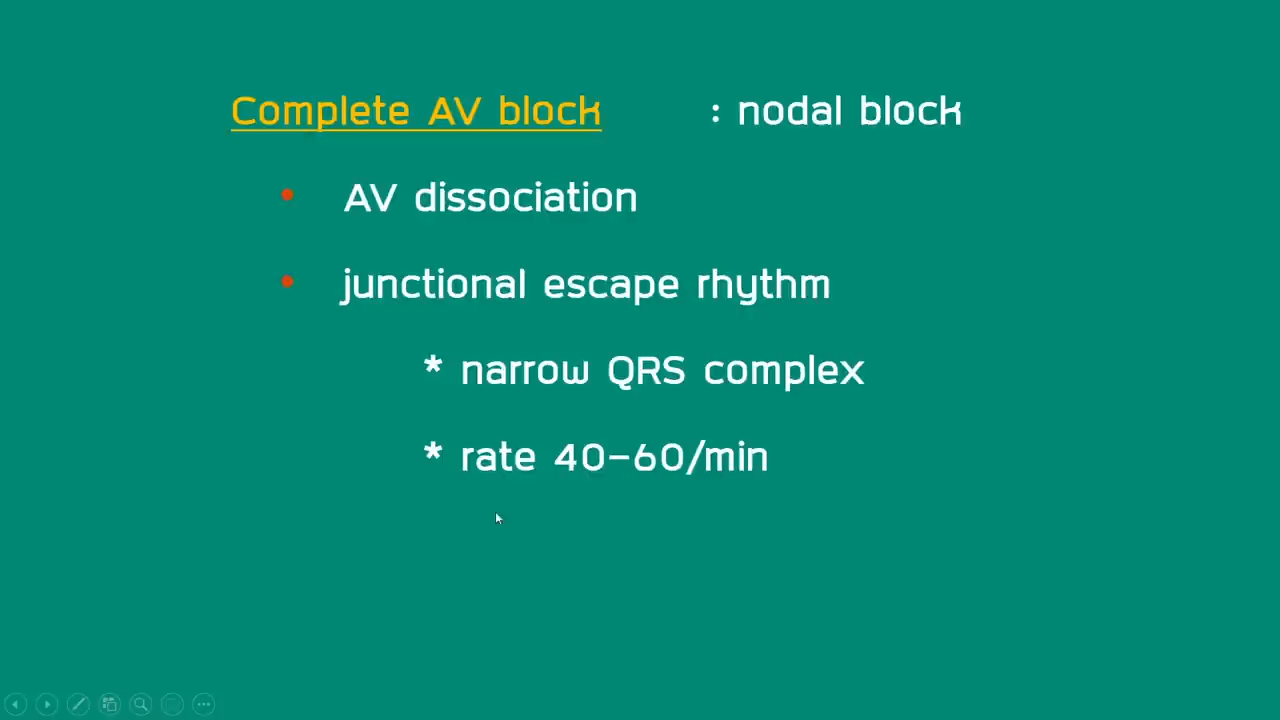 Complete AV block : nodal block
• AV dissociation
• junctional escape rhythm
* narrow QRS complex
* rate 40-60/min